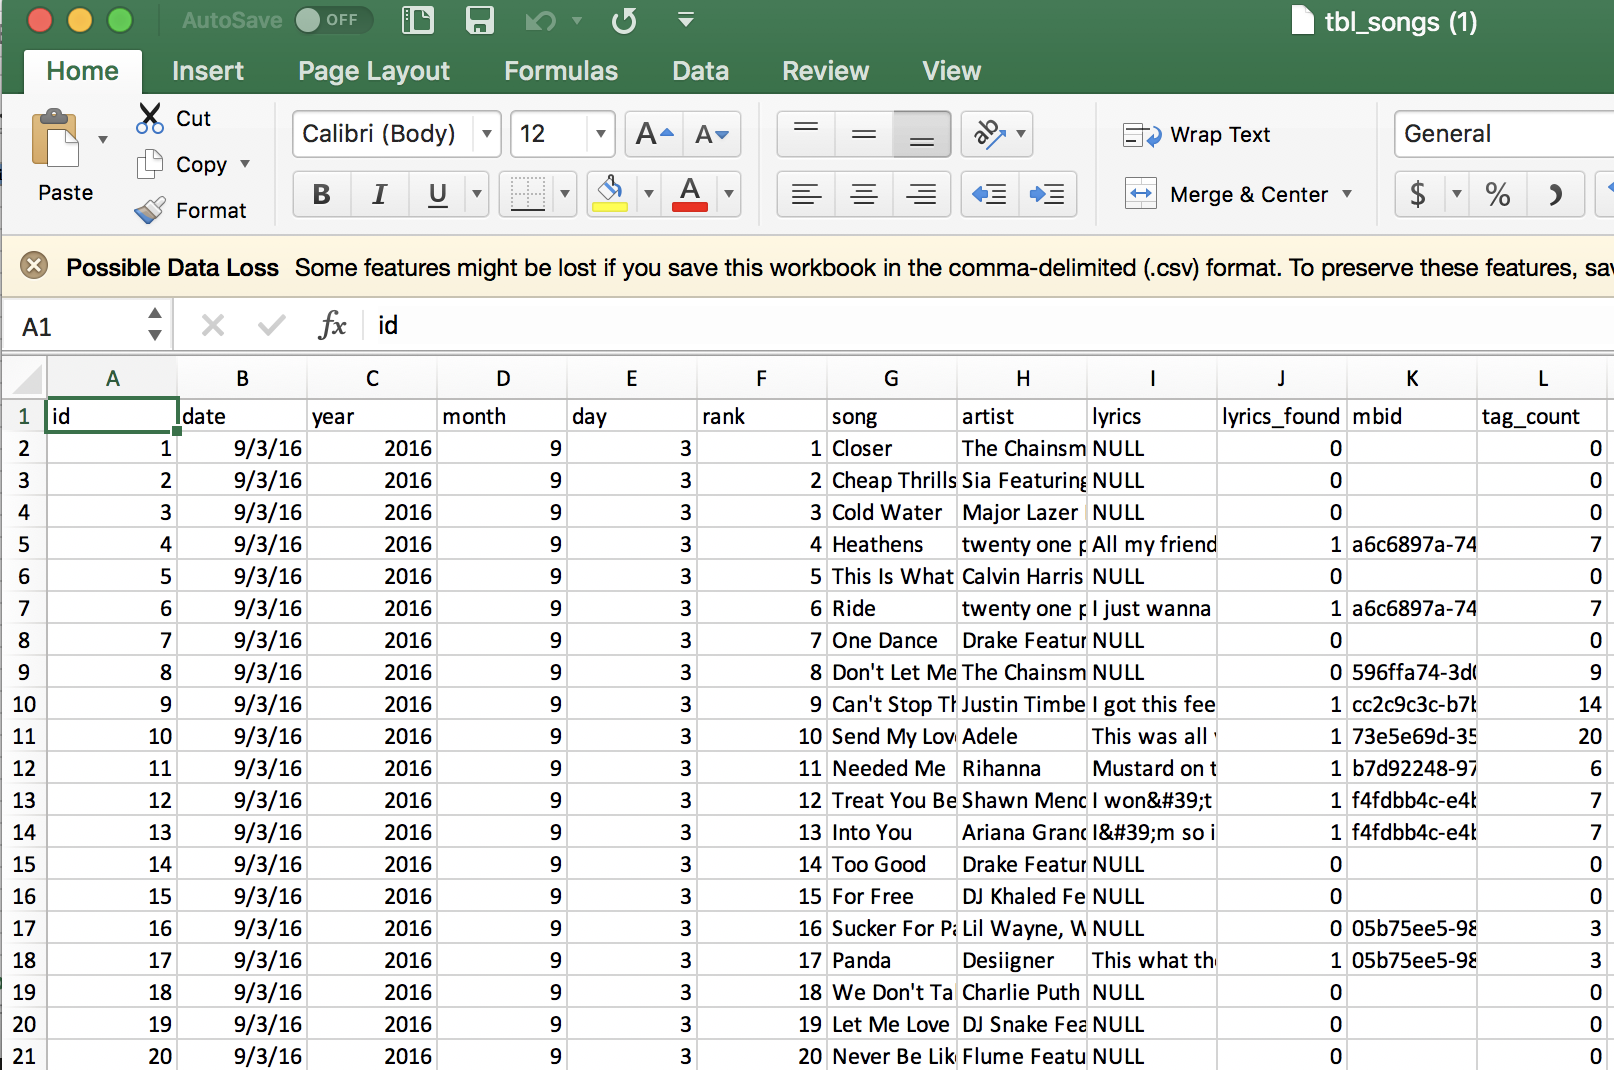 AutoSave OFF tbl_songs (1)
Home Insert Page Layout Formulas Data Review View
Paste Cut Copy Format
Calibri (Body) 12 A A
B I U A
ab Wrap Text
Merge & Center
General
$ % )
Possible Data Loss Some features might be lost if you save this workbook in the comma-delimited (.csv) format. To preserve these features, sav
A1 fx id
A B C D E F G H I J K L
1 id date year month day rank song artist lyrics lyrics_found mbid tag_count
2 1 9/3/16 2016 9 3 1 Closer The Chainsm NULL 0 0
3 2 9/3/16 2016 9 3 2 Cheap Thrills Sia Featuring NULL 0 0
4 3 9/3/16 2016 9 3 3 Cold Water Major Lazer NULL 0 0
5 4 9/3/16 2016 9 3 4 Heathens twenty one p All my friend 1 a6c6897a-74 7
6 5 9/3/16 2016 9 3 5 This Is What Calvin Harris NULL 0 0
7 6 9/3/16 2016 9 3 6 Ride twenty one p I just wanna 1 a6c6897a-74 7
8 7 9/3/16 2016 9 3 7 One Dance Drake Featur NULL 0 0
9 8 9/3/16 2016 9 3 8 Don't Let Me The Chainsm NULL 0 596ffa74-3d0 9
10 9 9/3/16 2016 9 3 9 Can't Stop Th Justin Timbe I got this fee 1 cc2c9c3c-b7b 14
11 10 9/3/16 2016 9 3 10 Send My Lov Adele This was all 1 73e5e69d-35 20
12 11 9/3/16 2016 9 3 11 Needed Me Rihanna Mustard on t 1 b7d92248-97 6
13 12 9/3/16 2016 9 3 12 Treat You Be Shawn Mend I won&#39;t 1 f4fdbb4c-e4b 7
14 13 9/3/16 2016 9 3 13 Into You Ariana Grand I&#39;m so i 1 f4fdbb4c-e4b 7
15 14 9/3/16 2016 9 3 14 Too Good Drake Featur NULL 0 0
16 15 9/3/16 2016 9 3 15 For Free DJ Khaled Fe NULL 0 0
17 16 9/3/16 2016 9 3 16 Sucker For Pa Lil Wayne, W NULL 0 05b75ee5-98 3
18 17 9/3/16 2016 9 3 17 Panda Desiigner This what th 1 05b75ee5-98 3
19 18 9/3/16 2016 9 3 18 We Don't Ta Charlie Puth NULL 0 0
20 19 9/3/16 2016 9 3 19 Let Me Love DJ Snake Fea NULL 0 0
21 20 9/3/16 2016 9 3 20 Never Be Lik Flume Featu NULL 0 0